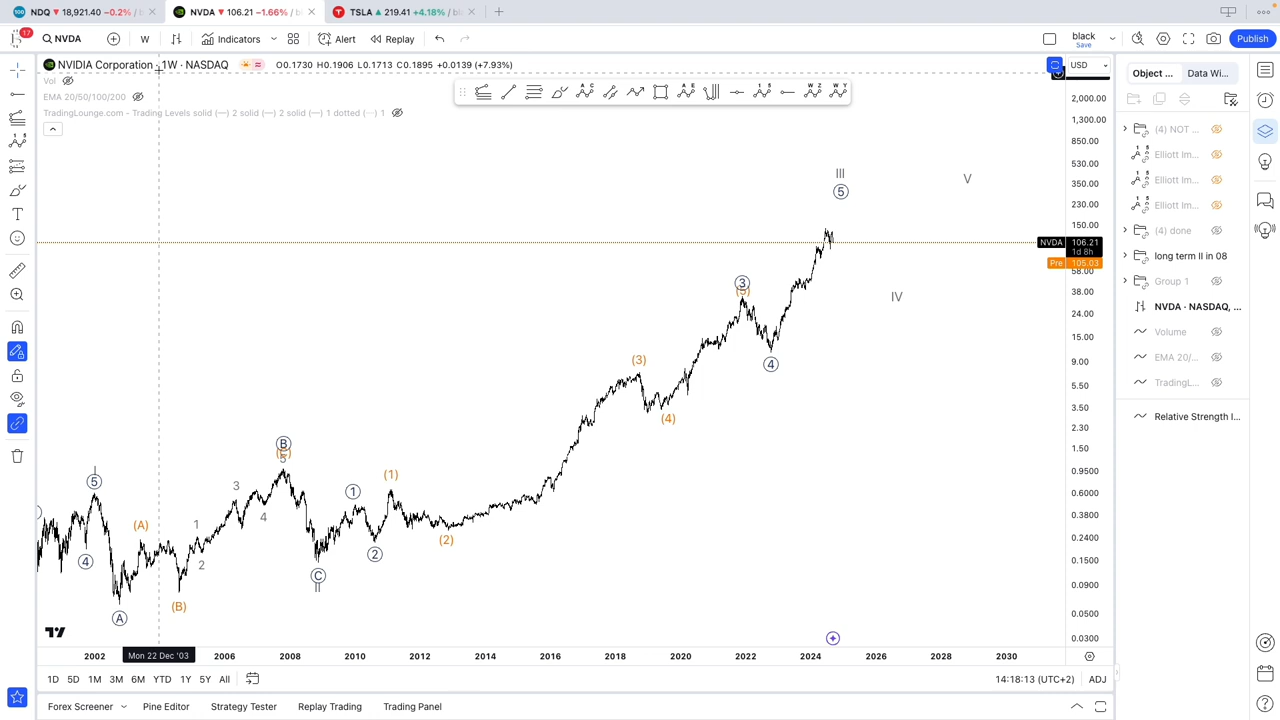 NDQ ▼ 18,921.40 −0.2% / b
NVDA ▼ 106.21 −1.66% / b
TSLA ▲ 219.41 +4.18% / bl
17 NVDA W Indicators Alert Replay black Save Publish
NVIDIA Corporation · 1W · NASDAQ O0.1730 H0.1906 L0.1713 C0.1895 +0.0139 (+7.93%) USD
Vol
EMA 20/50/100/200
TradingLounge.com - Trading Levels solid (—) 2 solid (—) 2 solid (—) 1 dotted (—) 1
Object ... Data Wi...
(4) NOT ...
Elliott Im...
Elliott Im...
Elliott Im...
(4) done
long term II in 08
Group 1
NVDA · NASDAQ, ...
Volume
EMA 20/...
TradingL...
Relative Strength I...
2,000.00
1,300.00
850.00
530.00
350.00
230.00
150.00
NVDA 106.21
1d 8h
Pre 105.03
58.00
38.00
24.00
15.00
9.00
5.50
3.50
2.30
1.50
0.9500
0.6000
0.3800
0.2400
0.1500
0.0900
0.0500
0.0300
III
5
V
IV
3
4
(3)
(4)
B
5
3
4
(1)
1
I
5
(A)
1
2
4
2
(2)
C
II
A
(B)
2002 Mon 22 Dec '03 2006 2008 2010 2012 2014 2016 2018 2020 2022 2024 2026 2028 2030
1D 5D 1M 3M 6M YTD 1Y 5Y All 14:18:13 (UTC+2) ADJ
Forex Screener Pine Editor Strategy Tester Replay Trading Trading Panel